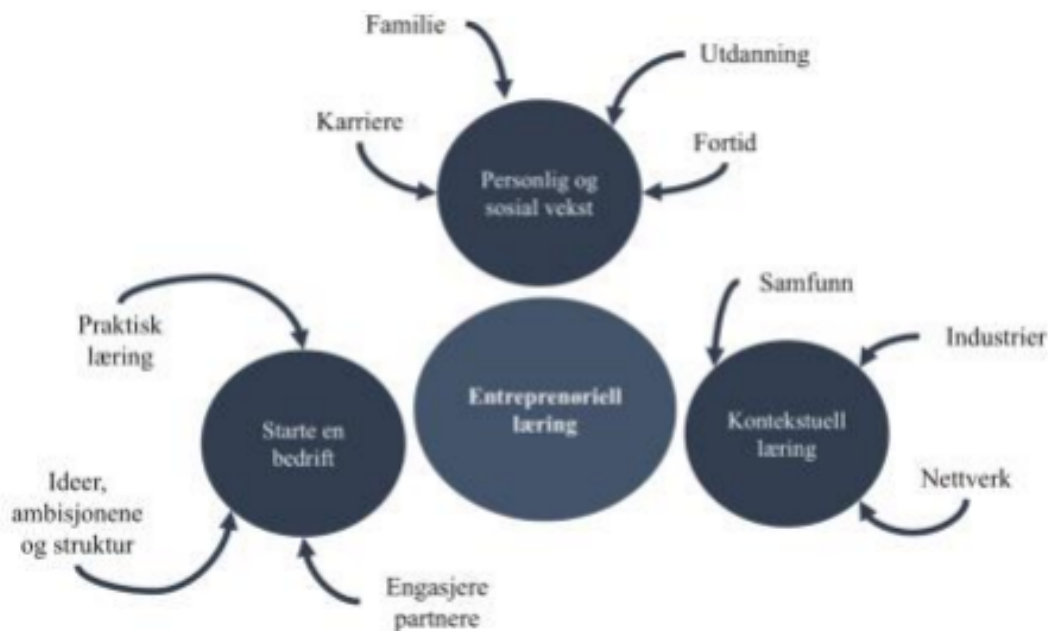 Familie
Utdanning
Karriere
Fortid
Personlig og
sosial vekst
Samfunn
Praktisk
læring
Industrier
Entreprenøriell
læring
Starte en
bedrift
Kontekstuell
læring
Ideer,
ambisjonene
og struktur
Nettverk
Engasjere
partnere